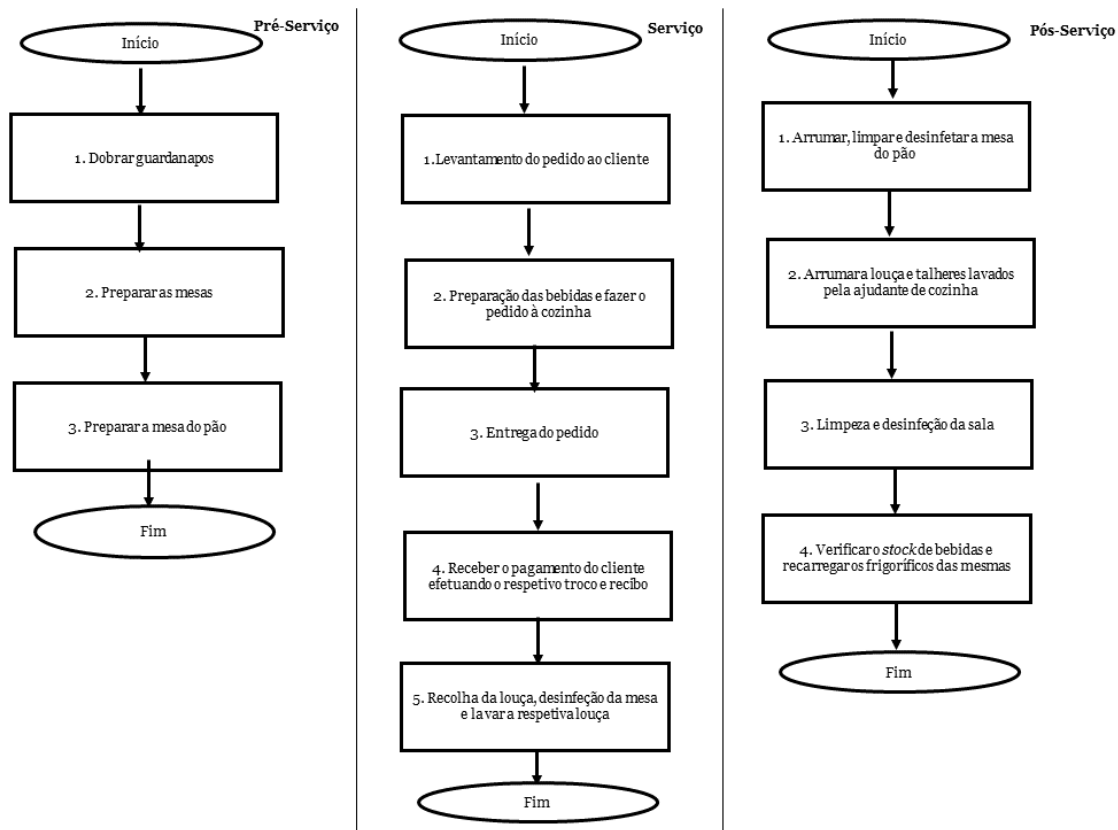 Pré-Serviço
Início
1. Dobrar guardanapos
2. Preparar as mesas
3. Preparar a mesa do pão
Fim
Serviço
Início
1.Levantamento do pedido ao cliente
2. Preparação das bebidas e fazer o
pedido à cozinha
3. Entrega do pedido
4. Receber o pagamento do cliente
efetuando o respetivo troco e recibo
5. Recolha da louça, desinfeção da mesa
e lavar a respetiva louça
Fim
Pós-Serviço
Início
1. Arrumar, limpar e desinfetar a mesa
do pão
2. Arrumar a louça e talheres lavados
pela ajudante de cozinha
3. Limpeza e desinfeção da sala
4. Verificar o stock de bebidas e
recarregar os frigoríficos das mesmas
Fim